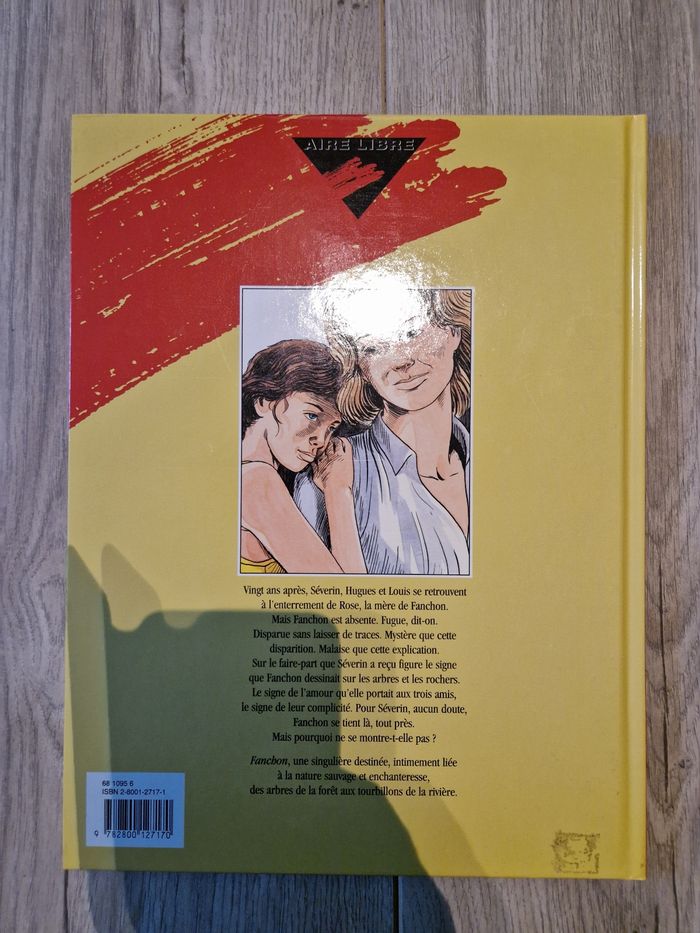 AIRE LIBRE
Vingt ans après, Séverin, Hugues et Louis se retrouvent
à l'enterrement de Rose, la mère de Fanchon.
Mais Fanchon est absente. Fugue, dit-on.
Disparue sans laisser de traces. Mystère que cette
disparition. Malaise que cette explication.
Sur le faire-part que Séverin a reçu figure le signe
que Fanchon dessinait sur les arbres et les rochers.
Le signe de l'amour qu'elle portait aux trois amis,
le signe de leur complicité. Pour Séverin, aucun doute,
Fanchon se tient là, tout près.
Mais pourquoi ne se montre-t-elle pas ?
Fanchon, une singulière destinée, intimement liée
à la nature sauvage et enchanteresse,
des arbres de la forêt aux tourbillons de la rivière.
68 1095 6
ISBN 2-8001-2717-1
9 782800 127170